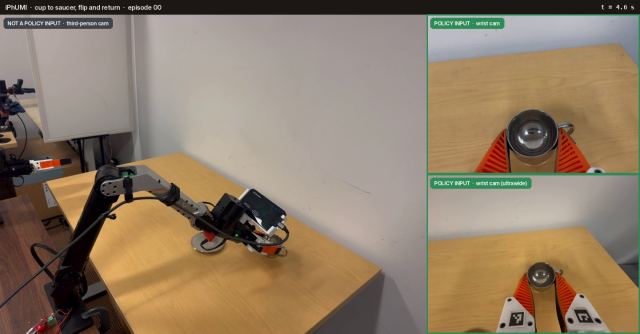 iPhUMI · cup to saucer, flip and return · episode 00
t = 4.6 s
NOT A POLICY INPUT · third-person cam
POLICY INPUT · wrist cam
POLICY INPUT · wrist cam (ultrawide)